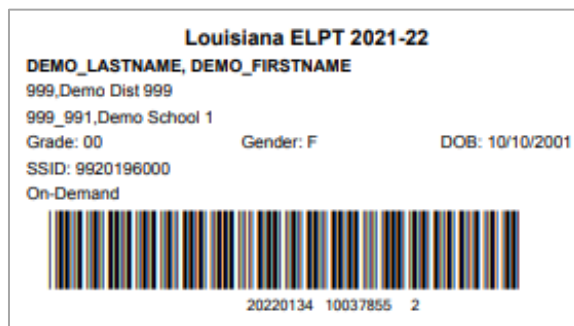 Louisiana ELPT 2021-22
DEMO_LASTNAME, DEMO_FIRSTNAME
999,Demo Dist 999
999_991,Demo School 1
Grade: 00 Gender: F DOB: 10/10/2001
SSID: 9920196000
On-Demand
20220134 10037855 2